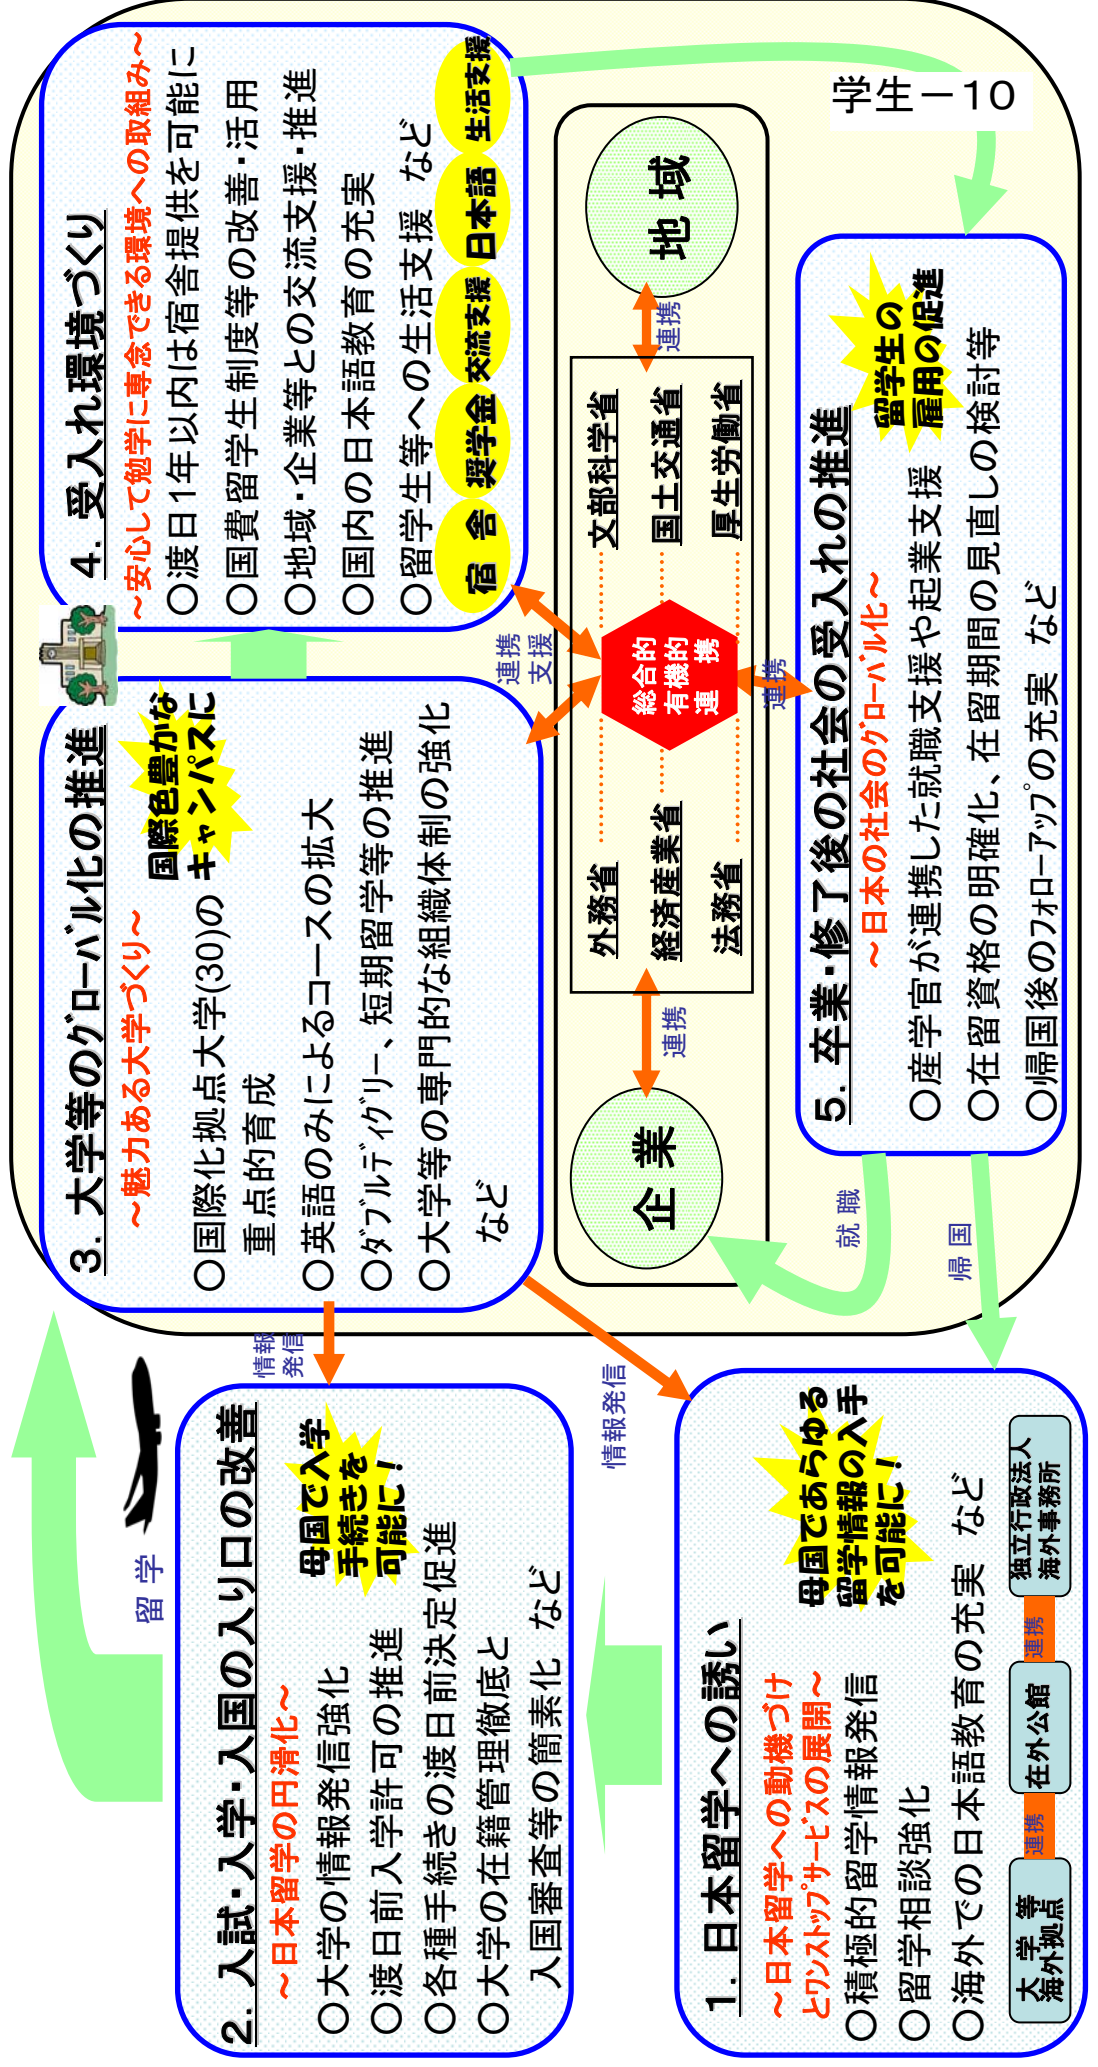 学生－10
1. 日本留学への誘い
～日本留学への動機づけ
とワンストップサービスの展開～
○積極的留学情報発信
○留学相談強化
○海外での日本語教育の充実 など
母国であらゆる
留学情報の入手
を可能に！
大 学 等
海外拠点
連携
在外公館
連携
独立行政法人
海外事務所
2. 入試・入学・入国の入り口の改善
～日本留学の円滑化～
○大学の情報発信強化
○渡日前入学許可の推進
○各種手続きの渡日前決定促進
○大学の在籍管理徹底と
入国審査等の簡素化 など
母国で入学
手続きを
可能に！
留 学
情報
発信
情報発信
3. 大学等のグローバル化の推進
～魅力ある大学づくり～
○国際化拠点大学(30)の
重点的育成
○英語のみによるコースの拡大
○ダブルディグリー、短期留学等の推進
○大学等の専門的な組織体制の強化
など
国際色豊かな
キャンパスに
4. 受入れ環境づくり
～安心して勉学に専念できる環境への取組み～
○渡日1年以内は宿舎提供を可能に
○国費留学生制度等の改善・活用
○地域・企業等との交流支援・推進
○国内の日本語教育の充実
○留学生等への生活支援 など
宿 舎
奨学金
交流支援
日本語
生活支援
連携
支援
企 業
連携
外務省
経済産業省
法務省
総合的
有機的
連 携
文部科学省
国土交通省
厚生労働省
連携
地 域
連携
5. 卒業・修了後の社会の受入れの推進
～日本の社会のグローバル化～
○産学官が連携した就職支援や起業支援
○在留資格の明確化、在留期間の見直しの検討等
○帰国後のフォローアップの充実 など
留学生の
雇用の促進
就 職
帰 国